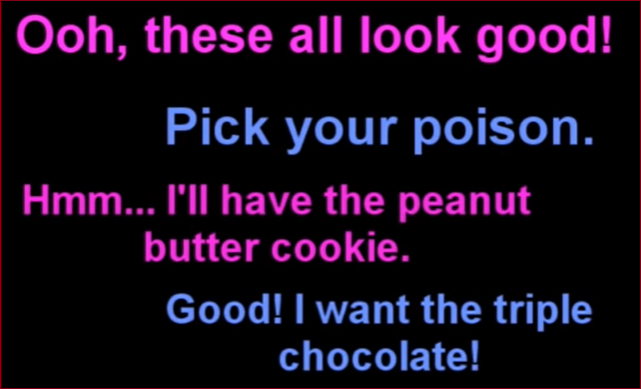 Ooh, these all look good!
Pick your poison.
Hmm... I'll have the peanut
butter cookie.
Good! I want the triple
chocolate!